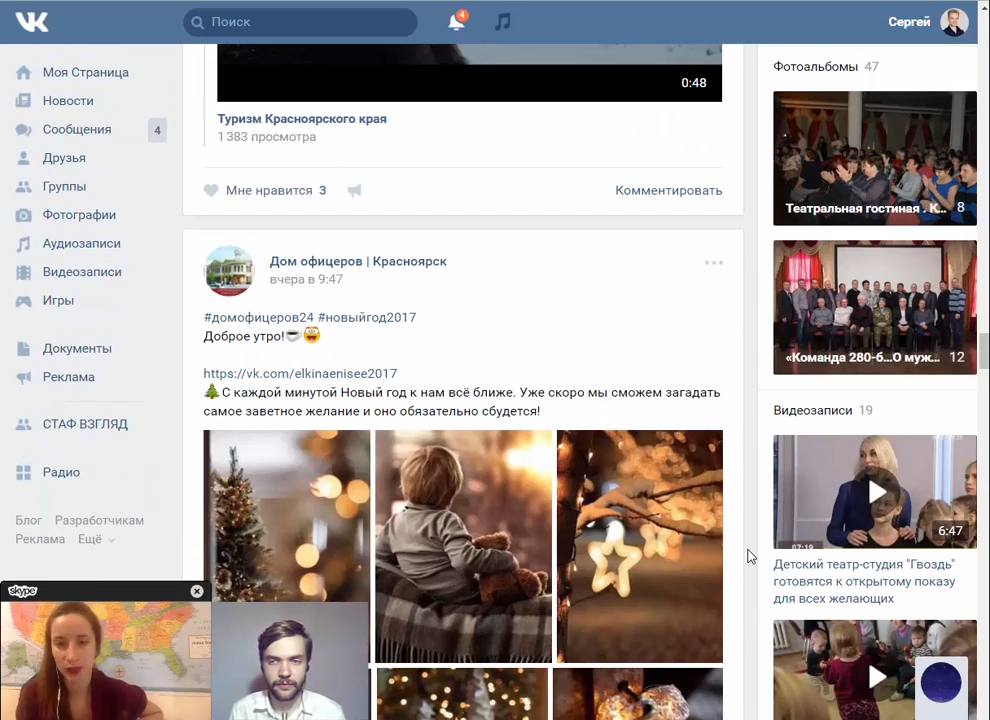 Поиск
4
Сергей
Моя Страница
Новости
Сообщения 4
Друзья
Группы
Фотографии
Аудиозаписи
Видеозаписи
Игры
Документы
Реклама
СТАФ ВЗГЛЯД
Радио
Блог Разработчикам
Реклама Ещё
skype
0:48
Туризм Красноярского края
1 383 просмотра
Мне нравится 3
Комментировать
Дом офицеров | Красноярск
вчера в 9:47
#домофицеров24 #новыйгод2017
Доброе утро!
https://vk.com/elkinaenisee2017
С каждой минутой Новый год к нам всё ближе. Уже скоро мы сможем загадать
самое заветное желание и оно обязательно сбудется!
Фотоальбомы 47
Театральная гостиная . К... 8
«Команда 280-б...О муж... 12
Видеозаписи 19
6:47
07:19
Детский театр-студия "Гвоздь"
готовятся к открытому показу
для всех желающих